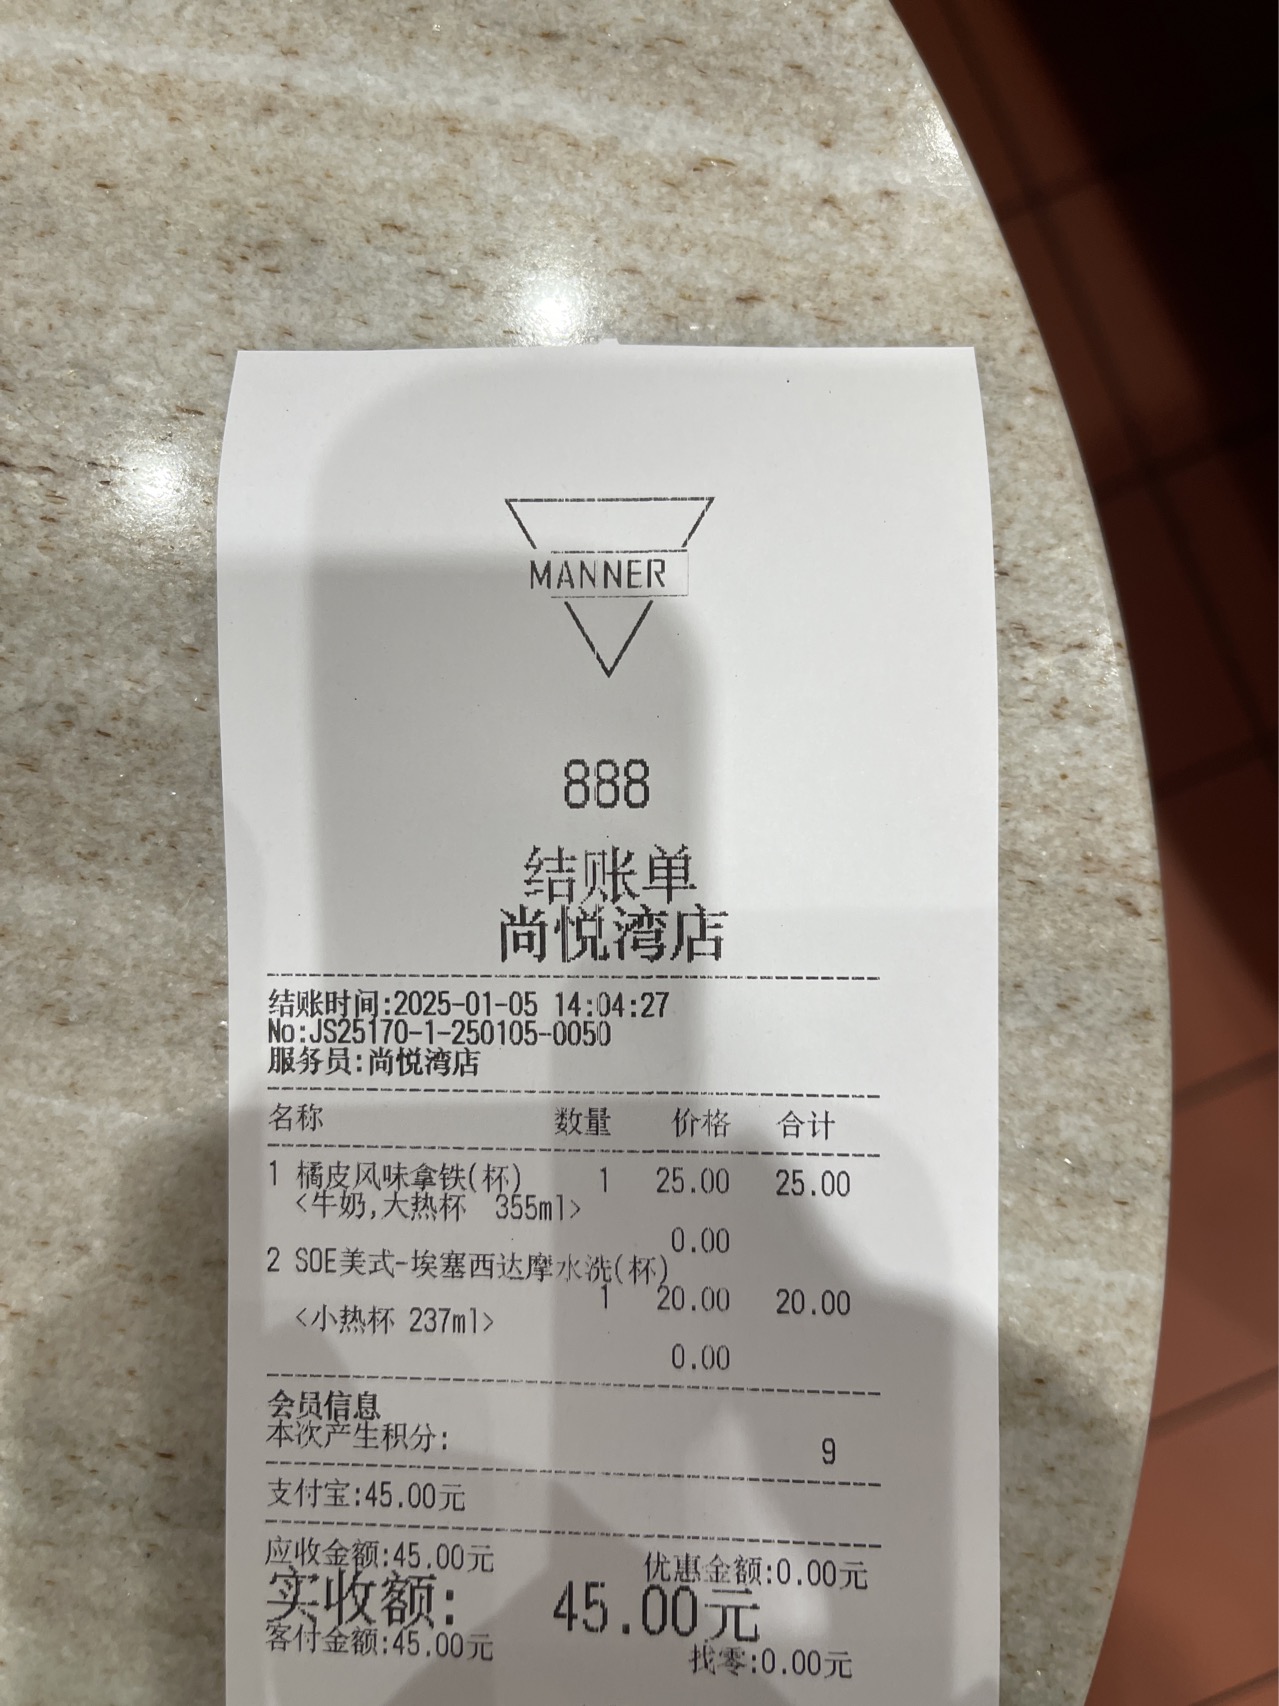 MANNER
888
结账单
尚悦湾店
结账时间:2025-01-05 14:04:27
No:JS25170-1-250105-0050
服务员:尚悦湾店
名称 数量 价格 合计
1 橘皮风味拿铁(杯) 1 25.00 25.00
<牛奶,大热杯 355ml>
0.00
2 SOE美式-埃塞西达摩水洗(杯)
1 20.00 20.00
<小热杯 237ml>
0.00
会员信息
本次产生积分: 9
支付宝:45.00元
应收金额:45.00元 优惠金额:0.00元
实收额: 45.00元
客付金额:45.00元 找零:0.00元